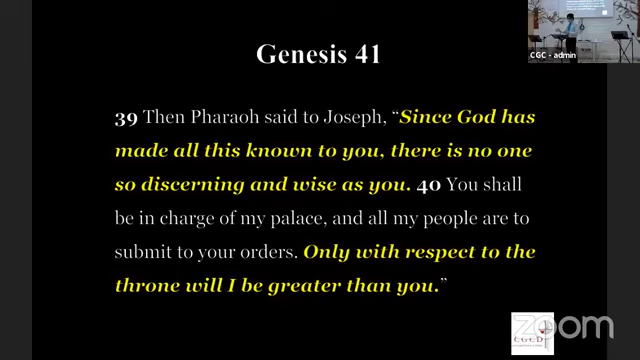 Genesis 41
39 Then Pharaoh said to Joseph, “Since God has
made all this known to you, there is no one
so discerning and wise as you. 40 You shall
be in charge of my palace, and all my people are to
submit to your orders. Only with respect to the
throne will I be greater than you.”
CGC - admin
zoom